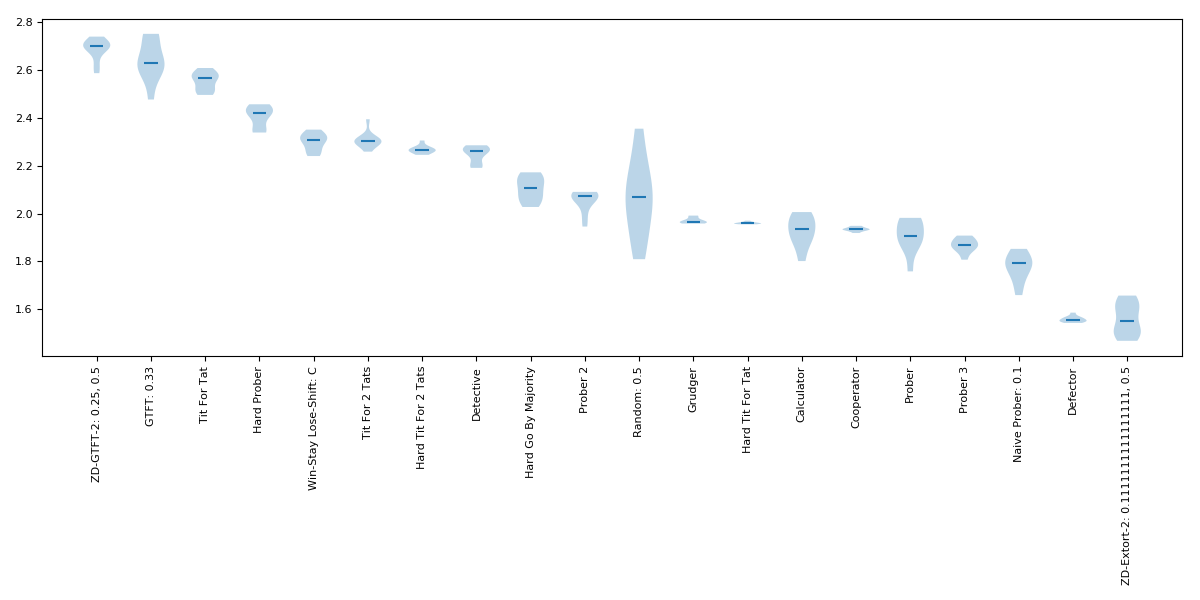 2.8
2.6
2.4
2.2
2.0
1.8
1.6
ZD-GTFT-2: 0.25, 0.5
GTFT: 0.33
Tit For Tat
Hard Prober
Win-Stay Lose-Shift: C
Tit For 2 Tats
Hard Tit For 2 Tats
Detective
Hard Go By Majority
Prober 2
Random: 0.5
Grudger
Hard Tit For Tat
Calculator
Cooperator
Prober
Prober 3
Naive Prober: 0.1
Defector
ZD-Extort-2: 0.1111111111111111, 0.5